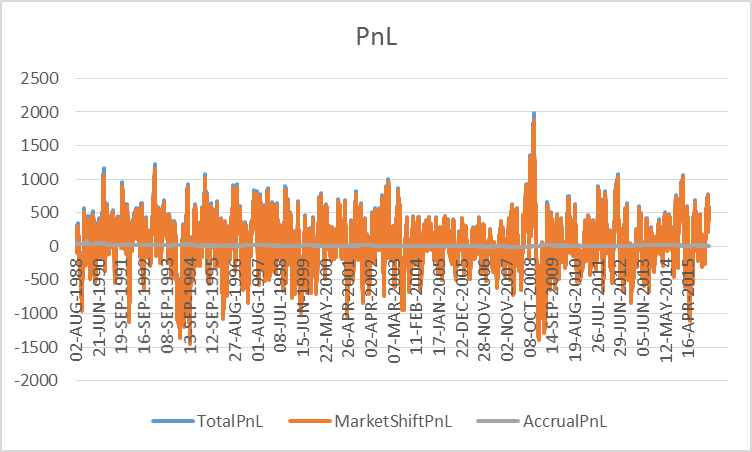 PnL
2500
2000
1500
1000
500
0
-500
-1000
-1500
-2000
02-AUG-1988
21-JUN-1990
19-SEP-1991
16-SEP-1992
08-SEP-1993
13-SEP-1994
12-SEP-1995
27-AUG-1996
01-AUG-1997
08-JUL-1998
15-JUN-1999
22-MAY-2000
26-APR-2001
02-APR-2002
07-MAR-2003
11-FEB-2004
17-JAN-2005
22-DEC-2005
28-NOV-2006
02-NOV-2007
08-OCT-2008
14-SEP-2009
19-AUG-2010
26-JUL-2011
29-JUN-2012
05-JUN-2013
12-MAY-2014
16-APR-2015
TotalPnL MarketShiftPnL AccrualPnL